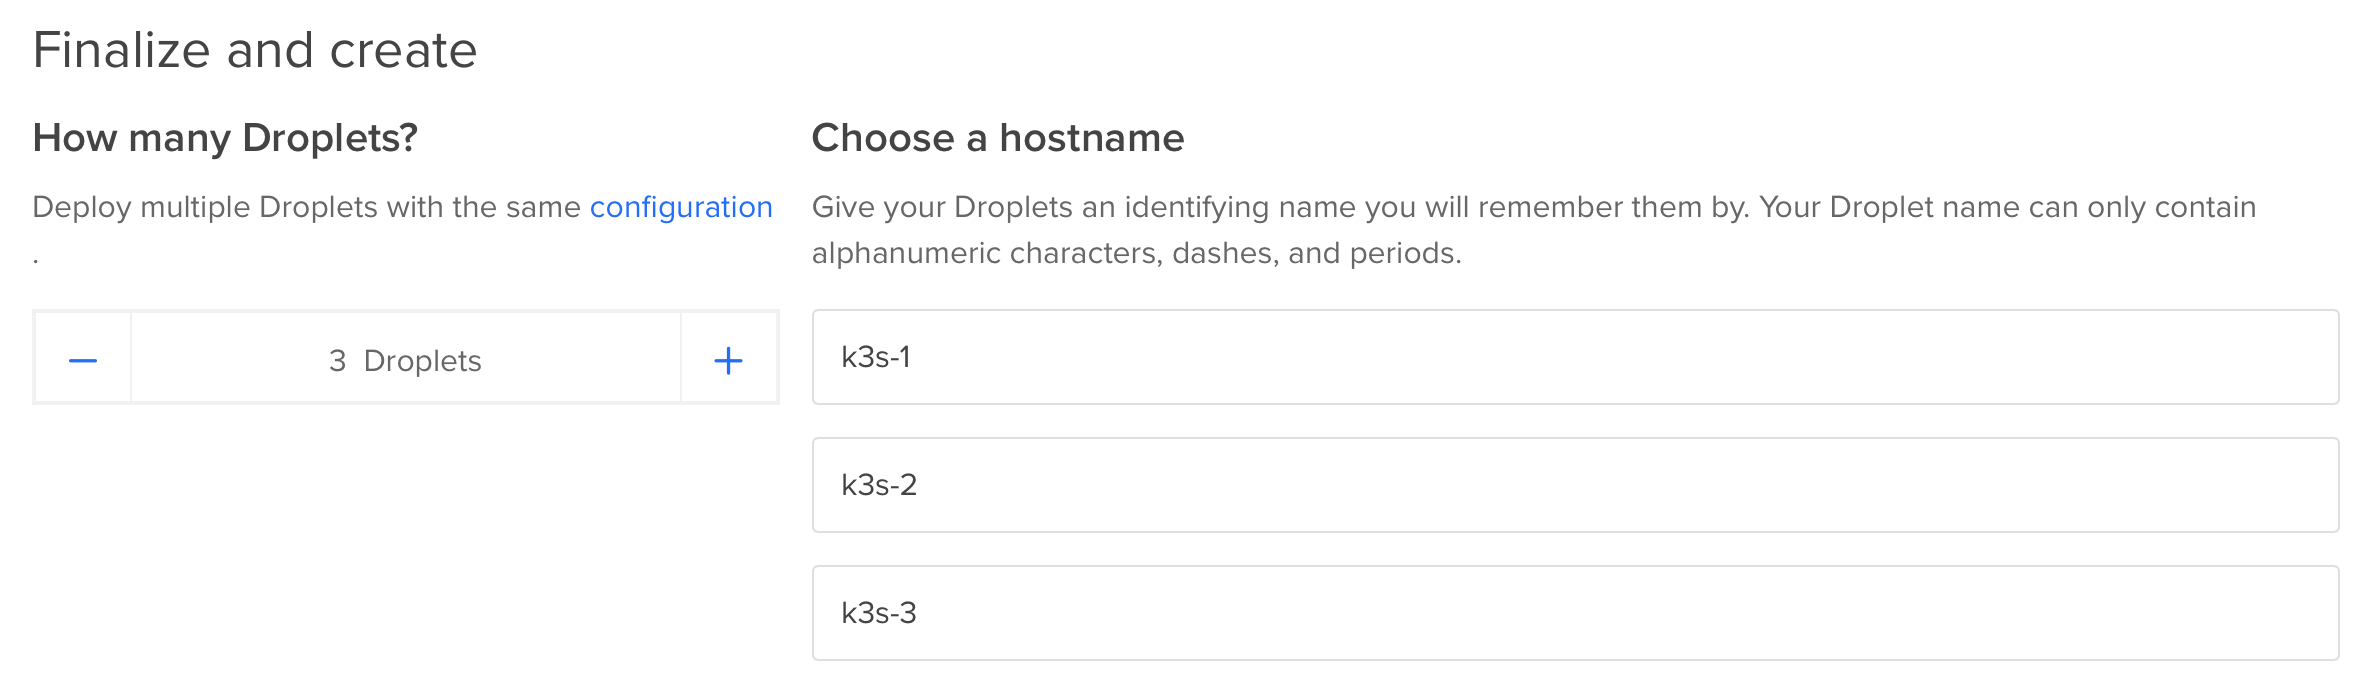 Finalize and create
How many Droplets?
Deploy multiple Droplets with the same configuration
.
3 Droplets
Choose a hostname
Give your Droplets an identifying name you will remember them by. Your Droplet name can only contain
alphanumeric characters, dashes, and periods.
k3s-1
k3s-2
k3s-3